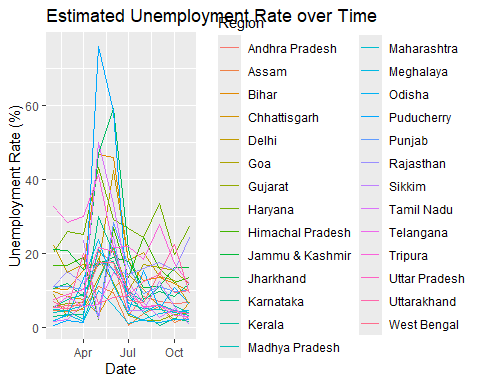 Estimated Unemployment Rate over Time
Region
Unemployment Rate (%)
60
40
20
0
Apr
Jul
Oct
Date
Andhra Pradesh
Assam
Bihar
Chhattisgarh
Delhi
Goa
Gujarat
Haryana
Himachal Pradesh
Jammu & Kashmir
Jharkhand
Karnataka
Kerala
Madhya Pradesh
Maharashtra
Meghalaya
Odisha
Puducherry
Punjab
Rajasthan
Sikkim
Tamil Nadu
Telangana
Tripura
Uttar Pradesh
Uttarakhand
West Bengal